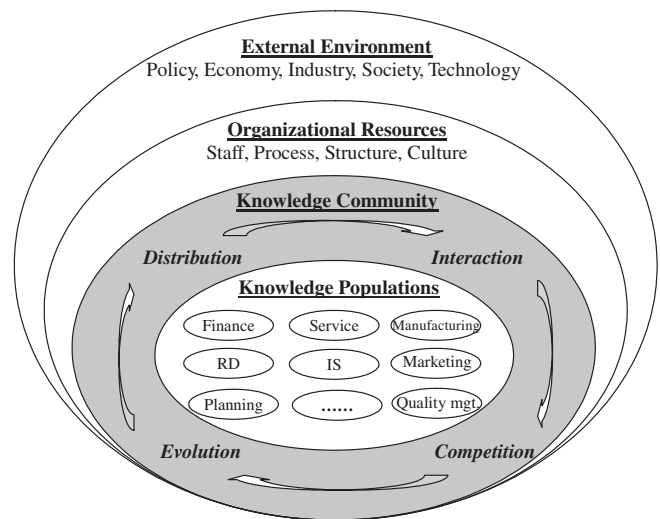 External Environment
Policy, Economy, Industry, Society, Technology
Organizational Resources
Staff, Process, Structure, Culture
Knowledge Community
Distribution Interaction
Knowledge Populations
Finance Service Manufacturing
RD IS Marketing
Planning ...... Quality mgt.
Evolution Competition